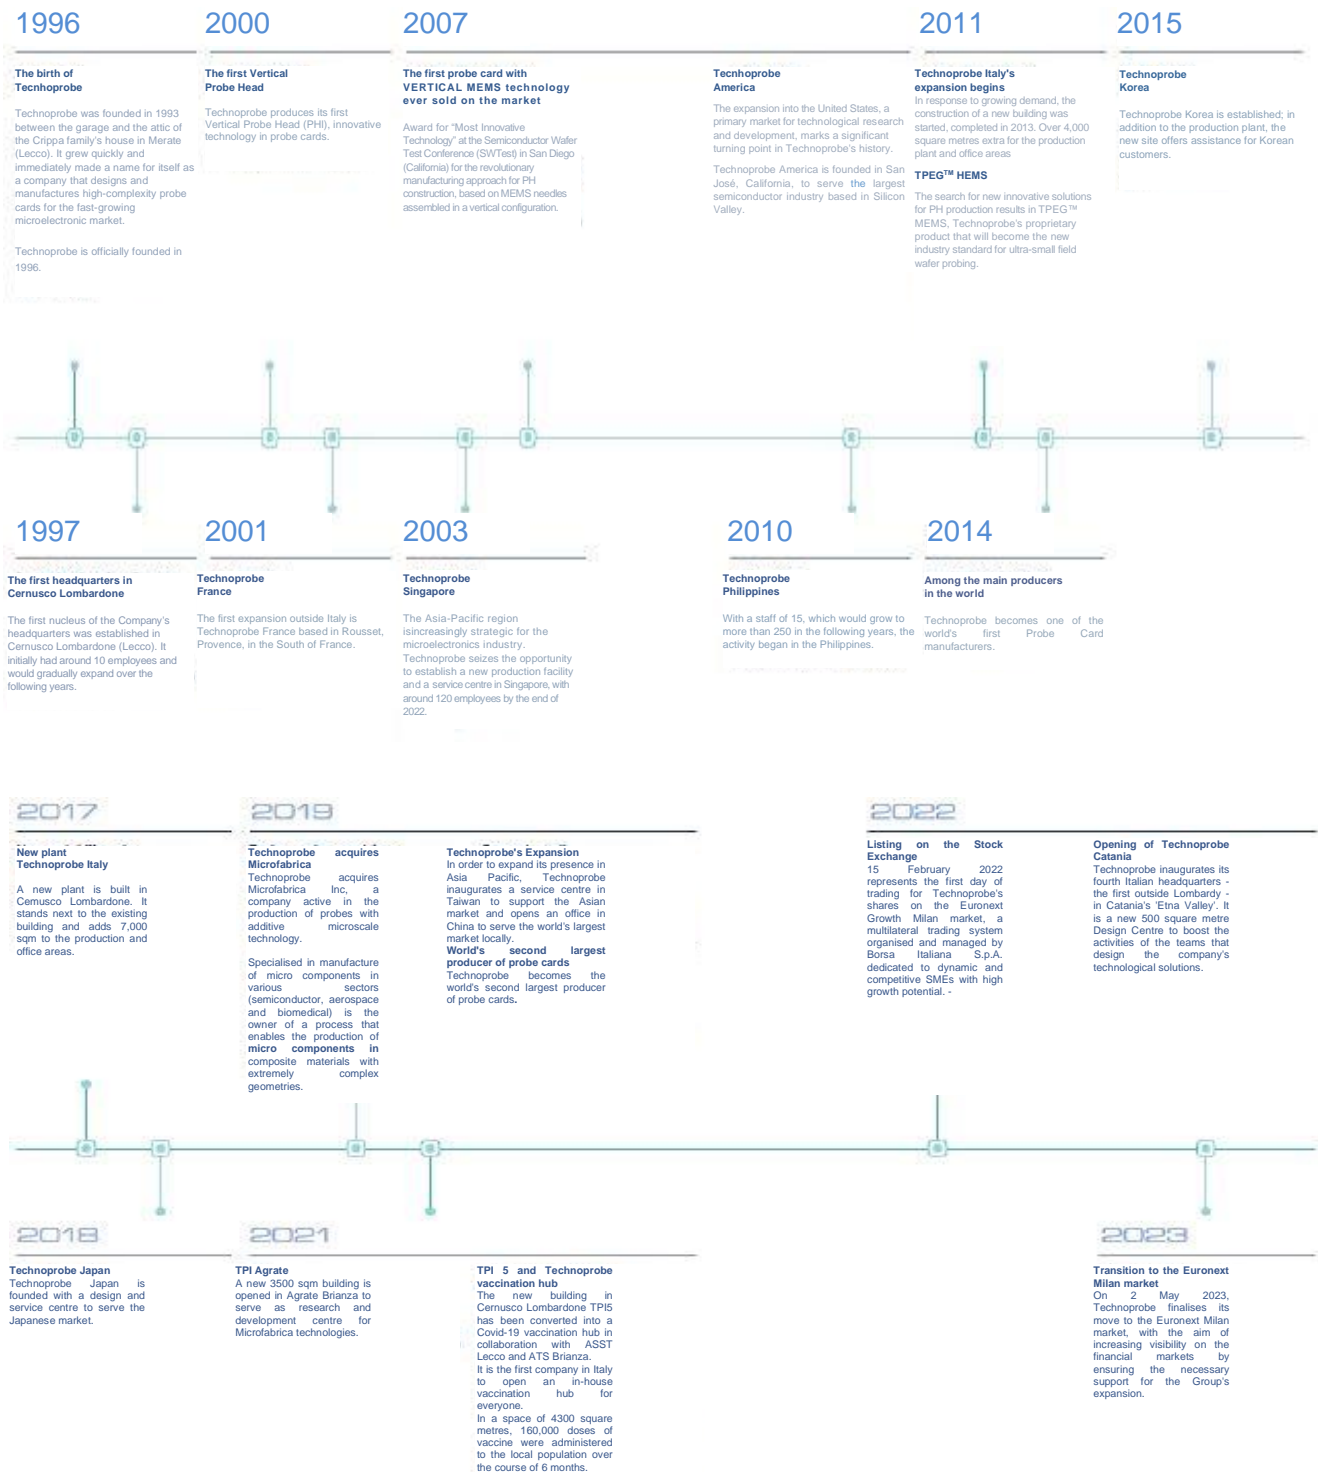 1996
The birth of
Tecnhoprobe
Technoprobe was founded in 1993
between the garage and the attic of
the Crippa family's house in Merate
(Lecco). It grew quickly and
immediately made a name for itself as
a company that designs and
manufactures high-complexity probe
cards for the fast-growing
microelectronic market.
Technoprobe is officially founded in
1996.
2000
The first Vertical
Probe Head
Technoprobe produces its first
Vertical Probe Head (PHI), innovative
technology in probe cards.
2007
The first probe card with
VERTICAL MEMS technology
ever sold on the market
Award for “Most Innovative
Technology” at the Semiconductor Wafer
Test Conference (SWTest) in San Diego
(California) for the revolutionary
manufacturing approach for PH
construction, based on MEMS needles
assembled in a vertical configuration.
Tecnhoprobe
America
The expansion into the United States, a
primary market for technological research
and development, marks a significant
turning point in Technoprobe's history.
Technoprobe America is founded in San
José, California, to serve the largest
semiconductor industry based in Silicon
Valley.
2011
Technoprobe Italy's
expansion begins
In response to growing demand, the
construction of a new building was
started, completed in 2013. Over 4,000
square metres extra for the production
plant and office areas
TPEG™ HEMS
The search for new innovative solutions
for PH production results in TPEG™
MEMS, Technoprobe's proprietary
product that will become the new
industry standard for ultra-small field
wafer probing.
2015
Technoprobe
Korea
Technoprobe Korea is established; in
addition to the production plant, the
new site offers assistance for Korean
customers.
1997
The first headquarters in
Cernusco Lombardone
The first nucleus of the Company's
headquarters was established in
Cernusco Lombardone (Lecco). It
initially had around 10 employees and
would gradually expand over the
following years.
2001
Technoprobe
France
The first expansion outside Italy is
Technoprobe France based in Rousset,
Provence, in the South of France.
2003
Technoprobe
Singapore
The Asia-Pacific region
isincreasingly strategic for the
microelectronics industry.
Technoprobe seizes the opportunity
to establish a new production facility
and a service centre in Singapore, with
around 120 employees by the end of
2022.
2010
Technoprobe
Philippines
With a staff of 15, which would grow to
more than 250 in the following years, the
activity began in the Philippines.
2014
Among the main producers
in the world
Technoprobe becomes one of the
world's first Probe Card
manufacturers.
2017
New plant
Technoprobe Italy
A new plant is built in
Cemusco Lombardone. It
stands next to the existing
building and adds 7,000
sqm to the production and
office areas.
2019
Technoprobe acquires
Microfabrica
Technoprobe acquires
Microfabrica Inc, a
company active in the
production of probes with
additive microscale
technology.
Specialised in manufacture
of micro components in
various sectors
(semiconductor, aerospace
and biomedical) is the
owner of a process that
enables the production of
micro components in
composite materials with
extremely complex
geometries.
Technoprobe's Expansion
In order to expand its presence in
Asia Pacific, Technoprobe
inaugurates a service centre in
Taiwan to support the Asian
market and opens an office in
China to serve the world's largest
market locally.
World's second largest
producer of probe cards
Technoprobe becomes the
world's second largest producer
of probe cards.
2022
Listing on the Stock
Exchange
15 February 2022
represents the first day of
trading for Technoprobe's
shares on the Euronext
Growth Milan market, a
multilateral trading system
organised and managed by
Borsa Italiana S.p.A.
dedicated to dynamic and
competitive SMEs with high
growth potential. -
Opening of Technoprobe
Catania
Technoprobe inaugurates its
fourth Italian headquarters -
the first outside Lombardy -
in Catania's 'Etna Valley'. It
is a new 500 square metre
Design Centre to boost the
activities of the teams that
design the company's
technological solutions.
2018
Technoprobe Japan
Technoprobe Japan is
founded with a design and
service centre to serve the
Japanese market.
2021
TPI Agrate
A new 3500 sqm building is
opened in Agrate Brianza to
serve as research and
development centre for
Microfabrica technologies.
TPI 5 and Technoprobe
vaccination hub
The new building in
Cernusco Lombardone TPI5
has been converted into a
Covid-19 vaccination hub in
collaboration with ASST
Lecco and ATS Brianza.
It is the first company in Italy
to open an in-house
vaccination hub for
everyone.
In a space of 4300 square
metres, 160,000 doses of
vaccine were administered
to the local population over
the course of 6 months.
2023
Transition to the Euronext
Milan market
On 2 May 2023,
Technoprobe finalises its
move to the Euronext Milan
market, with the aim of
increasing visibility on the
financial markets by
ensuring the necessary
support for the Group's
expansion.